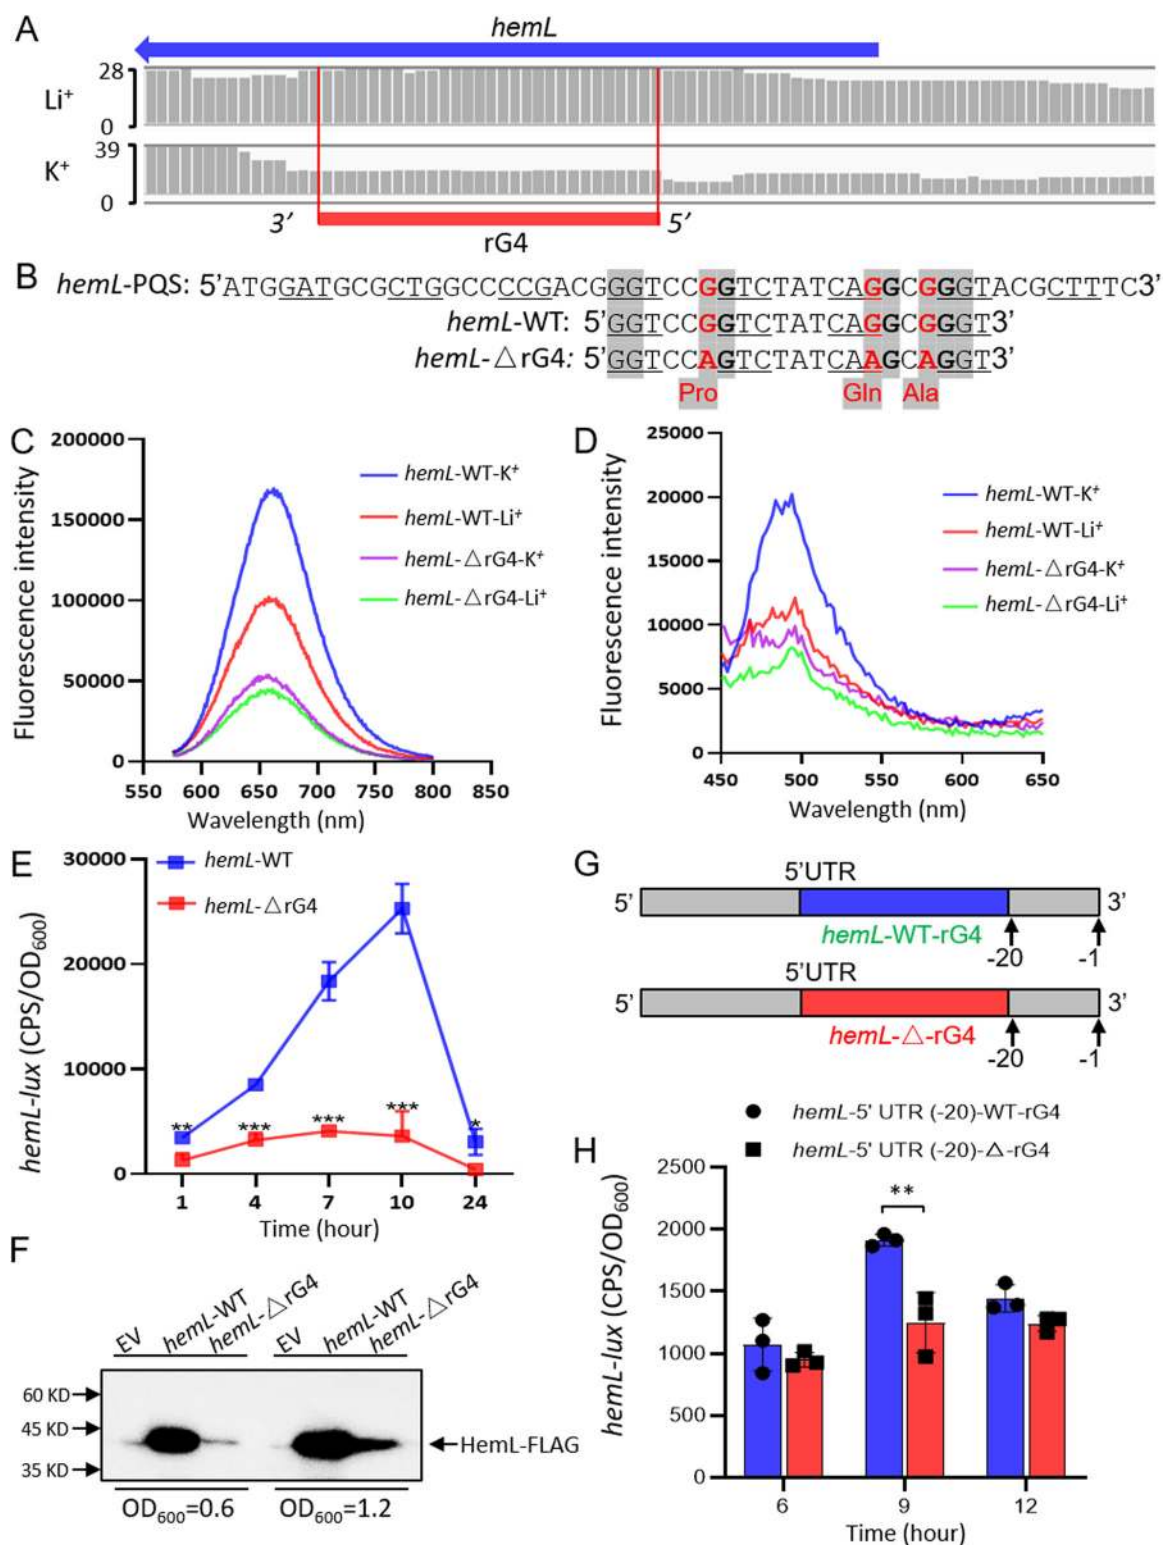 A
hemL
Li⁺
28
0
K⁺
39
0
3’
5’
rG4
B
hemL-PQS: 5’ATGGATGCGCTGGCCCCGACGGGTCCGGTCTATCAGGCGGGTACGCTTTC3’
hemL-WT: 5’GGTCCGGTCTATCAGGCGGGT3’
hemL-△rG4: 5’GGTCCAGTCTATCAAGCAGGT3’
Pro Gln Ala
C
Fluorescence intensity
200000
150000
100000
50000
0
550 600 650 700 750 800 850
Wavelength (nm)
hemL-WT-K⁺
hemL-WT-Li⁺
hemL-△rG4-K⁺
hemL-△rG4-Li⁺
D
Fluorescence intensity
25000
20000
15000
10000
5000
0
450 500 550 600 650
Wavelength (nm)
hemL-WT-K⁺
hemL-WT-Li⁺
hemL-△rG4-K⁺
hemL-△rG4-Li⁺
E
hemL-lux (CPS/OD₆₀₀)
30000
20000
10000
0
hemL-WT
hemL-△rG4
** *** *** *** *
1 4 7 10 24
Time (hour)
F
EV hemL-WT hemL-△rG4 EV hemL-WT hemL-△rG4
60 KD
45 KD
35 KD
HemL-FLAG
OD₆₀₀=0.6 OD₆₀₀=1.2
G
5’UTR
5’ 3’
hemL-WT-rG4
-20 -1
5’UTR
5’ 3’
hemL-△-rG4
-20 -1
H
hemL-5’ UTR (-20)-WT-rG4
hemL-5’ UTR (-20)-△-rG4
hemL-lux (CPS/OD₆₀₀)
2500
2000
1500
1000
500
0
**
6 9 12
Time (hour)